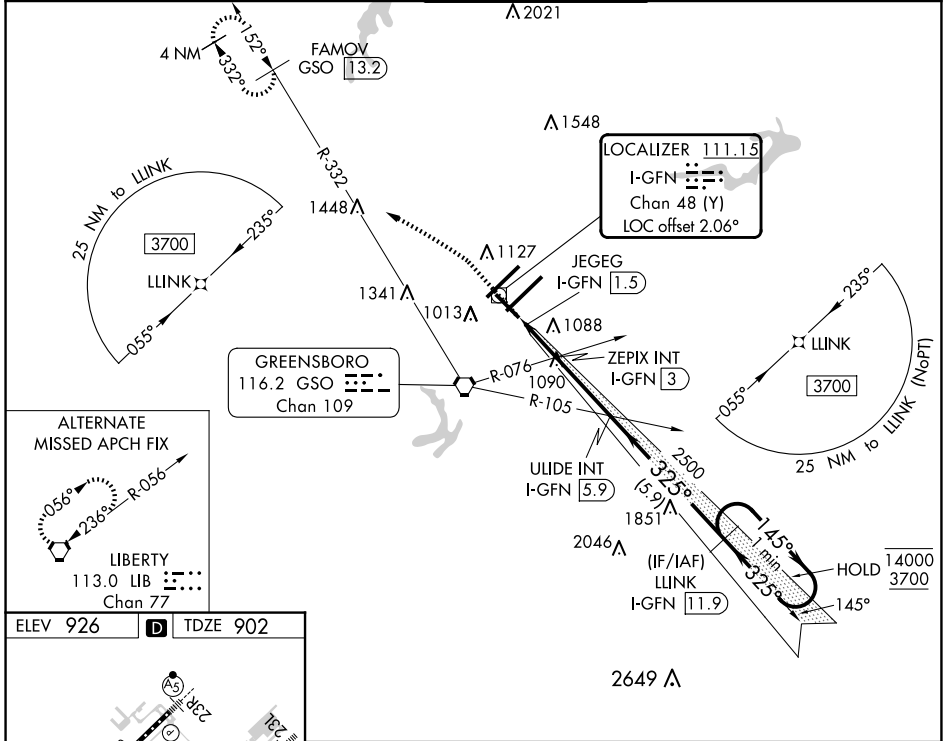 2021
4 NM
152°
332°
FAMOV
GSO 13.2
1548
LOCALIZER 111.15
I-GFN
Chan 48 (Y)
LOC offset 2.06°
R-332
25 NM to LLINK
235°
3700
LLINK
055°
1448
1127
JEGEG
I-GFN 1.5
1341
1013
1088
235°
GREENSBORO
116.2 GSO
Chan 109
R-076
ZEPIX INT
I-GFN 3
1090
R-105
LLINK
3700
055°
25 NM to LLINK (NoPT)
ALTERNATE
MISSED APCH FIX
056°
236°
R-056
LIBERTY
113.0 LIB
Chan 77
ULIDE INT
I-GFN 5.9
2500
325°
(5.9)
1851
2046
145°
1 min
325°
HOLD
14000
3700
145°
(IF/IAF)
LLINK
I-GFN 11.9
ELEV 926
D
TDZE 902
A5
23R
23L
P
2649